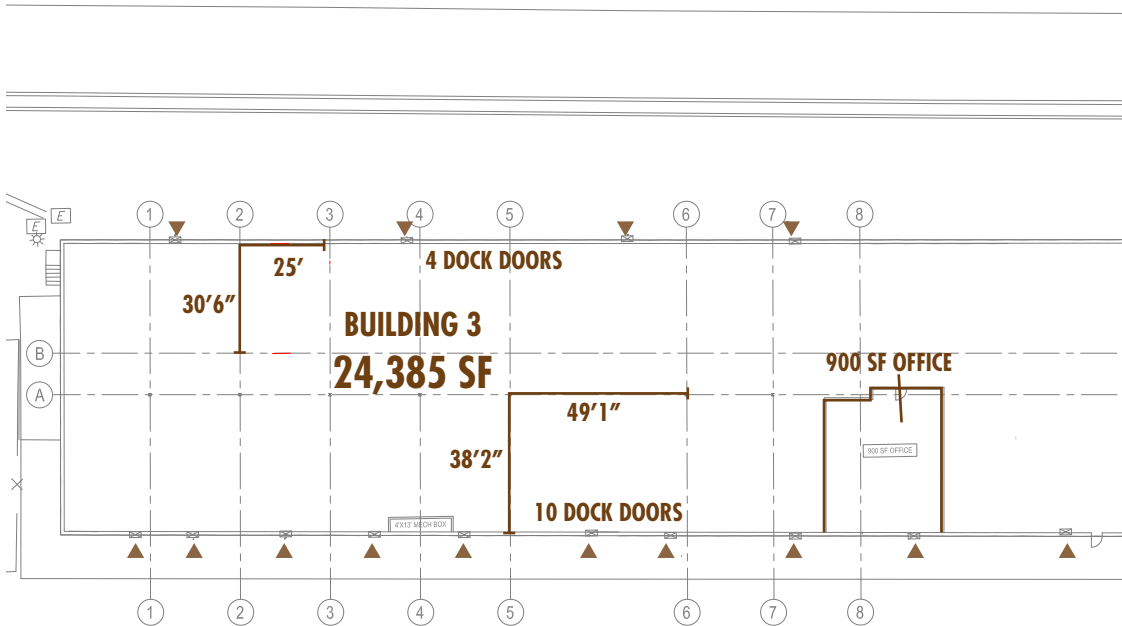 E
E
1 2 3 4 5 6 7 8
4 DOCK DOORS
25'
30'6”
BUILDING 3
24,385 SF
B
900 SF OFFICE
A
49'1”
38'2”
900 SF OFFICE
10 DOCK DOORS
4'X13' MECH BOX
1 2 3 4 5 6 7 8